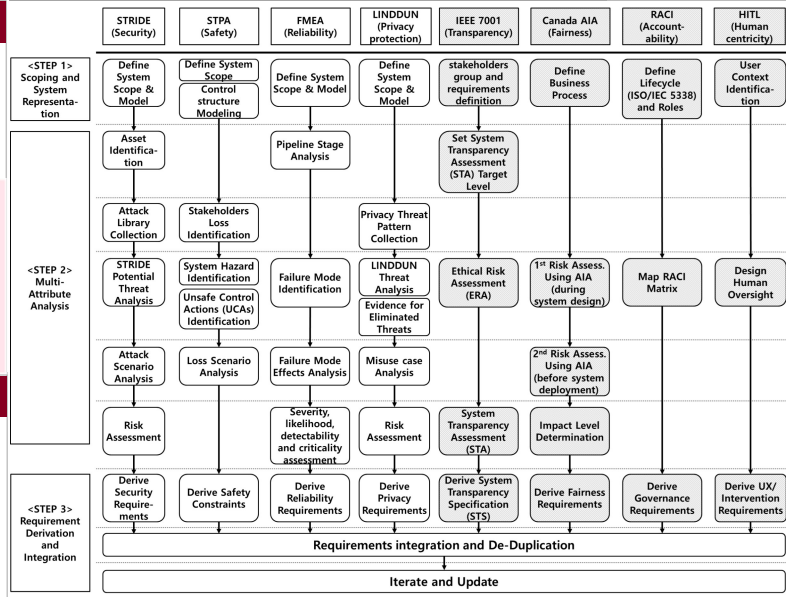 STRIDE
(Security)
STPA
(Safety)
FMEA
(Reliability)
LINDDUN
(Privacy
protection)
IEEE 7001
(Transparency)
Canada AIA
(Fairness)
RACI
(Account-
ability)
HITL
(Human
centricity)
<STEP 1>
Scoping and
System
Representa-
tion
Define
System
Scope &
Model
Define System
Scope
Control
structure
Modeling
Define System
Scope & Model
Define
System
Scope &
Model
stakeholders
group and
requirements
definition
Define
Business
Process
Define
Lifecycle
(ISO/IEC 5338)
and Roles
User
Context
Identifica-
tion
<STEP 2>
Multi-
Attribute
Analysis
Asset
Identifica-
tion
Pipeline Stage
Analysis
Set System
Transparency
Assessment
(STA) Target
Level
Attack
Library
Collection
Stakeholders
Loss
Identification
Privacy Threat
Pattern
Collection
STRIDE
Potential
Threat
Analysis
System Hazard
Identification
Unsafe Control
Actions (UCAs)
Identification
Failure Mode
Identification
LINDDUN
Threat
Analysis
Evidence for
Eliminated
Threats
Ethical Risk
Assessment
(ERA)
1st Risk Assess.
Using AIA
(during
system design)
Map RACI
Matrix
Design
Human
Oversight
Attack
Scenario
Analysis
Loss Scenario
Analysis
Failure Mode
Effects Analysis
Misuse case
Analysis
2nd Risk Assess.
Using AIA
(before system
deployment)
Risk
Assessment
Severity,
likelihood,
detectability
and criticality
assessment
Risk
Assessment
System
Transparency
Assessment
(STA)
Impact Level
Determination
<STEP 3>
Requirement
Derivation
and
Integration
Derive
Security
Require-
ments
Derive Safety
Constraints
Derive
Reliability
Requirements
Derive
Privacy
Requirements
Derive System
Transparency
Specification
(STS)
Derive Fairness
Requirements
Derive
Governance
Requirements
Derive UX/
Intervention
Requirements
Requirements integration and De-Duplication
Iterate and Update